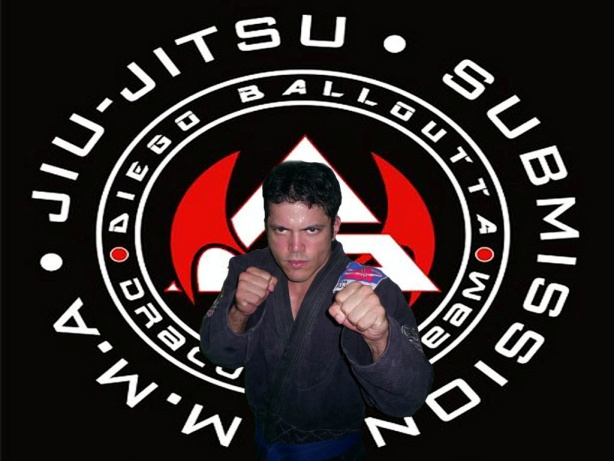 JIU-JITSU • SUBMISSION • M.M.A •
DIEGO BALLOUTTA